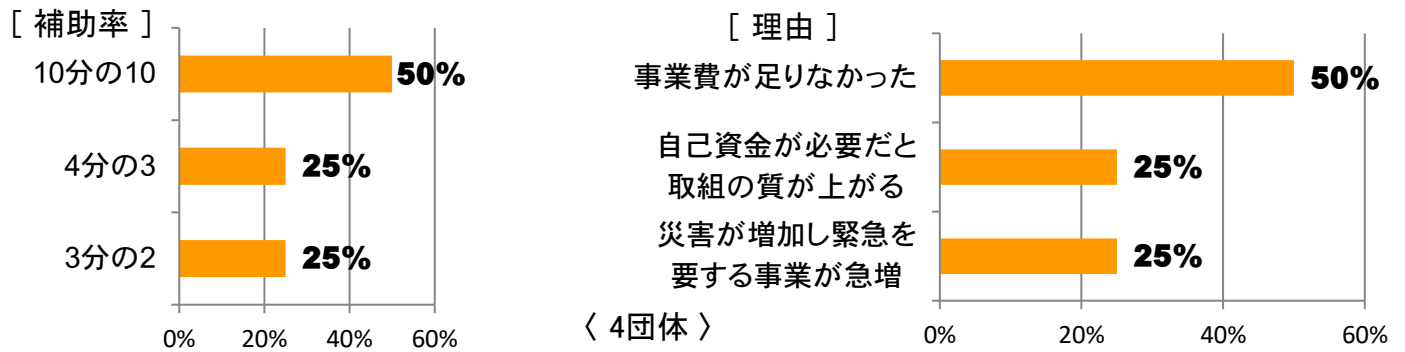 [ 補助率 ]
10分の10
50%
4分の3
25%
3分の2
25%
0% 20% 40% 60%
[ 理由 ]
事業費が足りなかった
50%
自己資金が必要だと
取組の質が上がる
25%
災害が増加し緊急を
要する事業が急増
25%
0% 20% 40% 60%
〈 4団体 〉